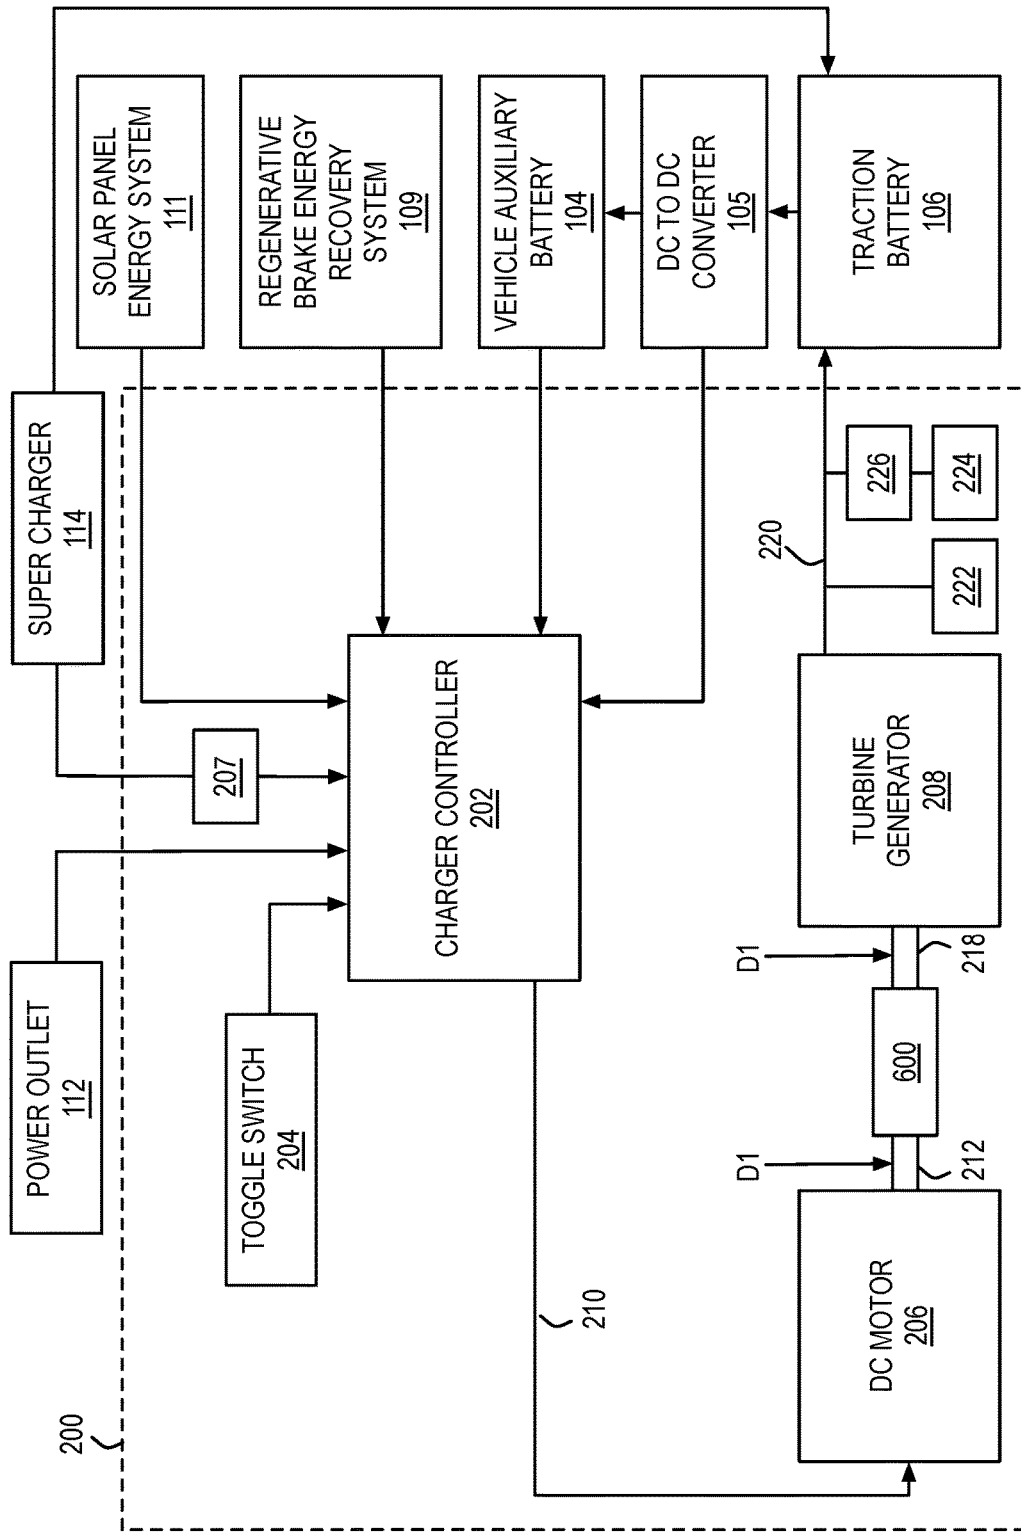 200
POWER OUTLET
112
SUPER CHARGER
114
SOLAR PANEL
ENERGY SYSTEM
111
TOGGLE SWITCH
204
207
REGENERATIVE
BRAKE ENERGY
RECOVERY
SYSTEM
109
CHARGER CONTROLLER
202
VEHICLE AUXILIARY
BATTERY
104
210
DC TO DC
CONVERTER
105
D1
D1
220
DC MOTOR
206
212
600
218
TURBINE
GENERATOR
208
222
226
224
TRACTION
BATTERY
106